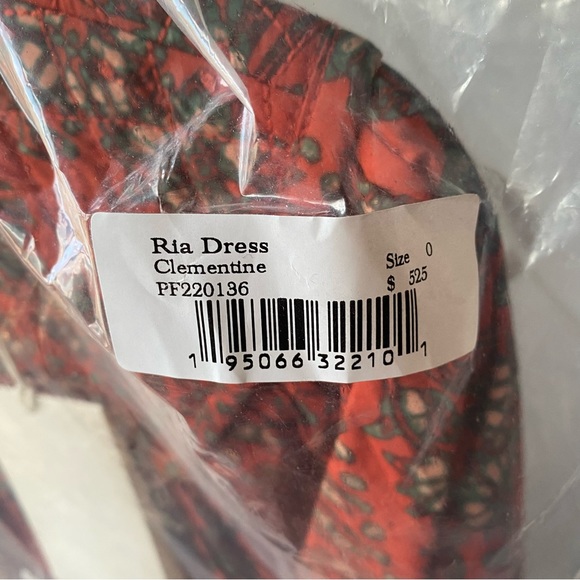 Ria Dress
Clementine
PF220136
Size 0
$ 525
1 95066 32210 1